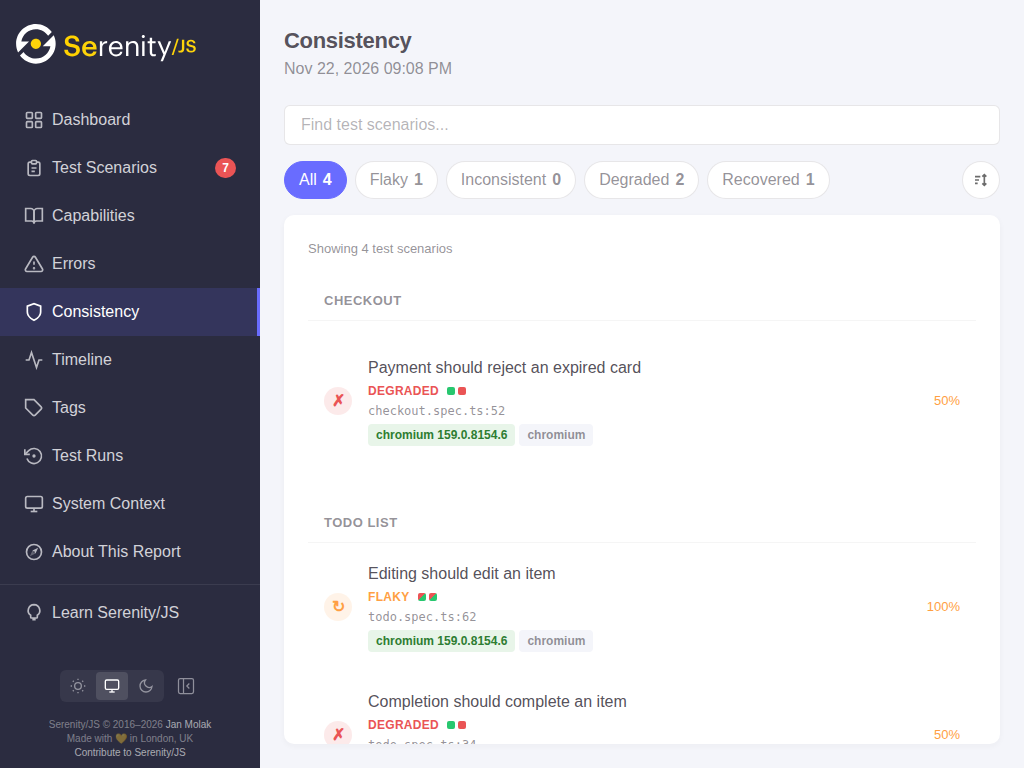 Serenity/JS
Dashboard
Test Scenarios 7
Capabilities
Errors
Consistency
Timeline
Tags
Test Runs
System Context
About This Report
Learn Serenity/JS
Serenity/JS © 2016–2026 Jan Molak
Made with 💛 in London, UK
Contribute to Serenity/JS
Consistency
Nov 22, 2026 09:08 PM
Find test scenarios...
All 4 Flaky 1 Inconsistent 0 Degraded 2 Recovered 1
Showing 4 test scenarios
CHECKOUT
Payment should reject an expired card
DEGRADED
checkout.spec.ts:52
chromium 159.0.8154.6 chromium
50%
TODO LIST
Editing should edit an item
FLAKY
todo.spec.ts:62
chromium 159.0.8154.6 chromium
100%
Completion should complete an item
DEGRADED
todo.spec.ts:34
50%